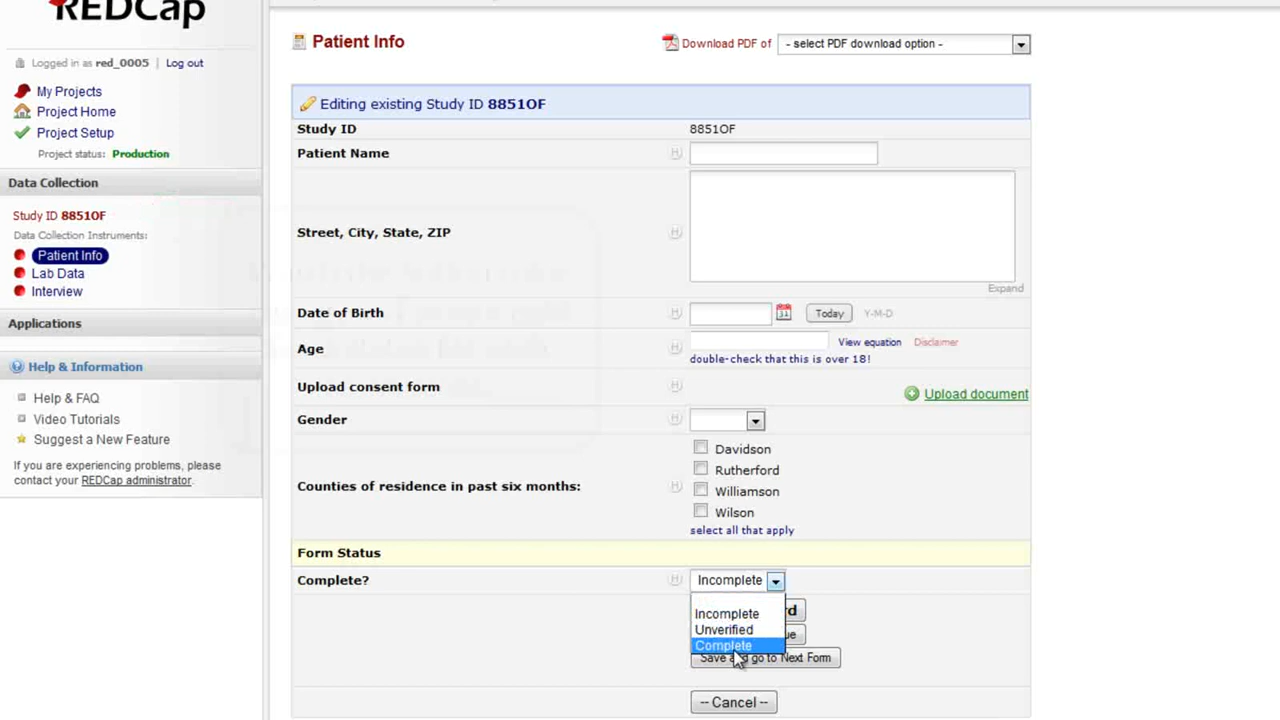 REDCap
Logged in as red_0005 | Log out
My Projects
Project Home
Project Setup
Project status: Production
Data Collection
Study ID 8851OF
Data Collection Instruments:
Patient Info
Lab Data
Interview
Applications
Help & Information
Help & FAQ
Video Tutorials
Suggest a New Feature
If you are experiencing problems, please
contact your REDCap administrator.
Patient Info
Download PDF of
- select PDF download option -
Editing existing Study ID 8851OF
Study ID
8851OF
Patient Name
H
Street, City, State, ZIP
H
Expand
Date of Birth
H
31
Today
Y-M-D
Age
H
View equation
Disclaimer
double-check that this is over 18!
Upload consent form
H
Upload document
Gender
H
Counties of residence in past six months:
H
Davidson
Rutherford
Williamson
Wilson
select all that apply
Form Status
Complete?
H
Incomplete
Incomplete
Unverified
Complete
Save and go to Next Form
-- Cancel --